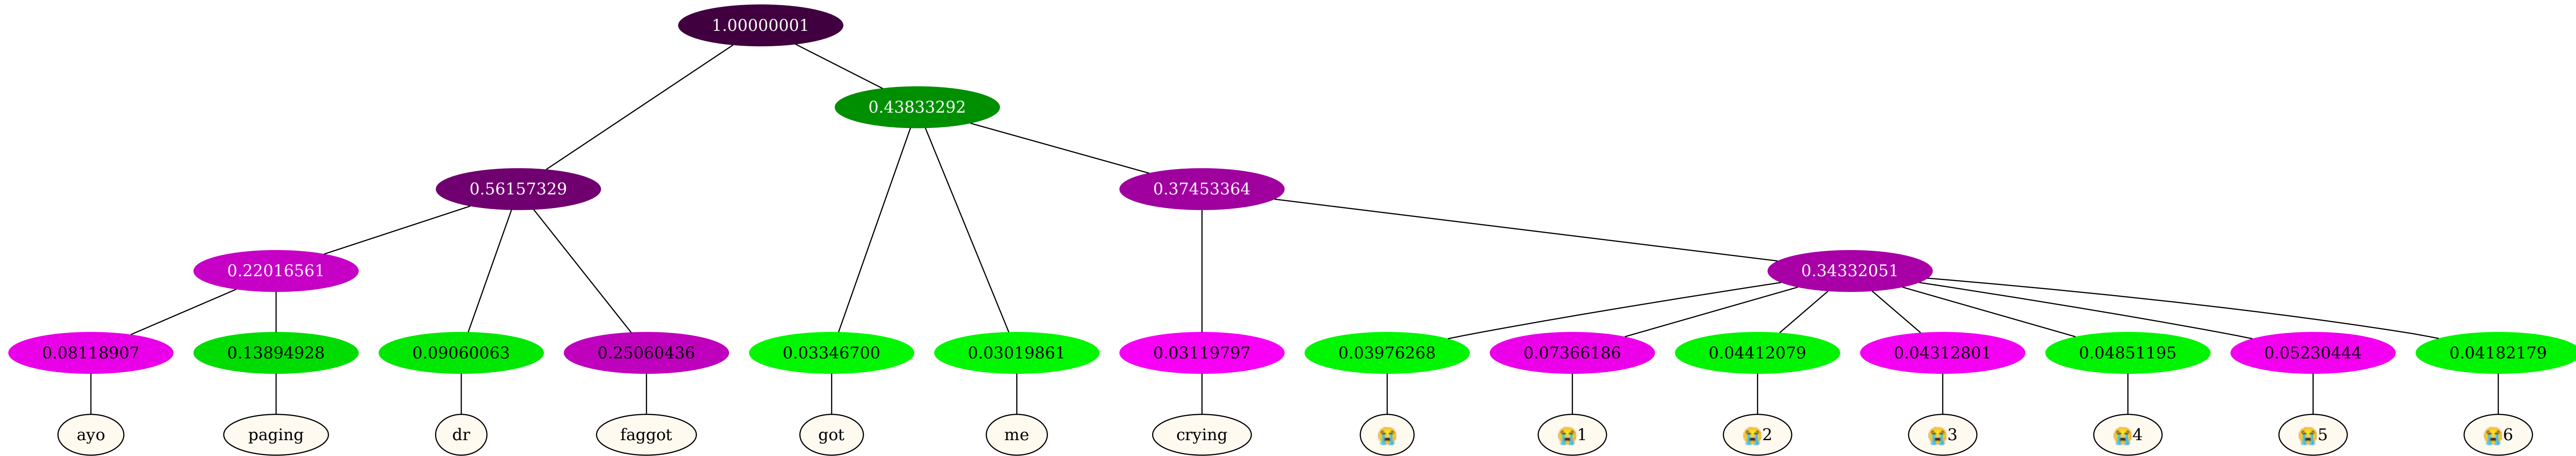 1.00000001
0.43833292
0.56157329 0.37453364
0.22016561 0.34332051
0.08118907 0.13894928 0.09060063 0.25060436 0.03346700 0.03019861 0.03119797 0.03976268 0.07366186 0.04412079 0.04312801 0.04851195 0.05230444 0.04182179
ayo paging dr faggot got me crying 😭 😭1 😭2 😭3 😭4 😭5 😭6